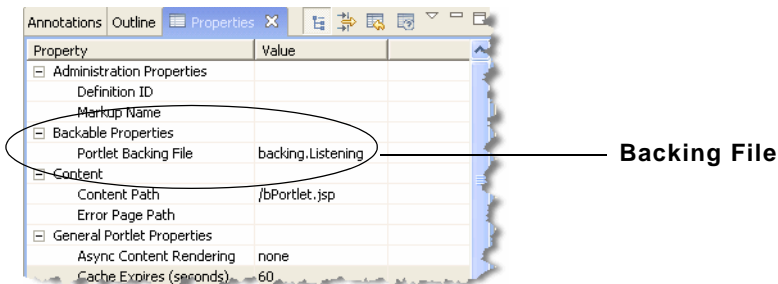 Annotations Outline Properties
Property Value
Administration Properties
Definition ID
Markup Name
Backable Properties
Portlet Backing File backing.Listening
Backing File
Content
Content Path /bPortlet.jsp
Error Page Path
General Portlet Properties
Async Content Rendering none
Cache Expires (seconds) 60